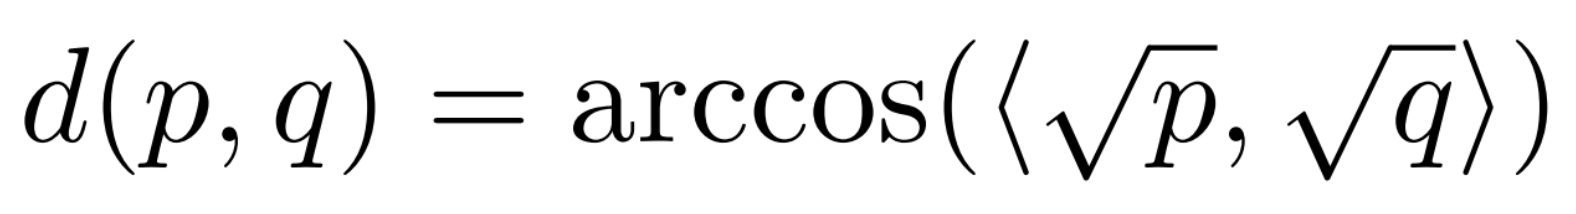 d(p, q) = arccos(⟨√p, √q⟩)